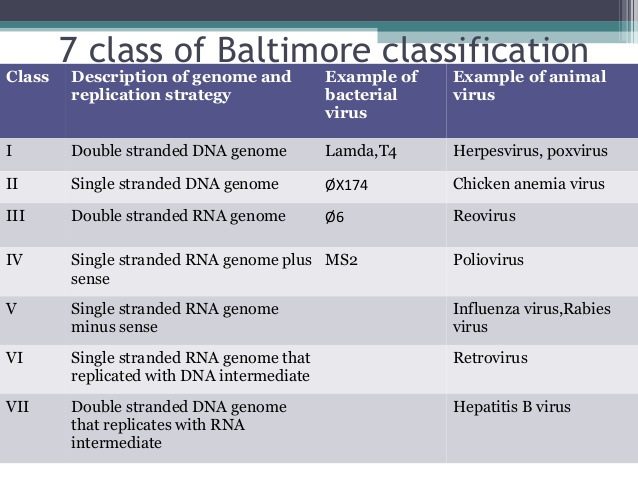 7 class of Baltimore classification
Class Description of genome and replication strategy Example of bacterial virus Example of animal virus
I Double stranded DNA genome Lamda,T4 Herpesvirus, poxvirus
II Single stranded DNA genome ØX174 Chicken anemia virus
III Double stranded RNA genome Ø6 Reovirus
IV Single stranded RNA genome plus sense MS2 Poliovirus
V Single stranded RNA genome minus sense Influenza virus,Rabies virus
VI Single stranded RNA genome that replicated with DNA intermediate Retrovirus
VII Double stranded DNA genome that replicates with RNA intermediate Hepatitis B virus